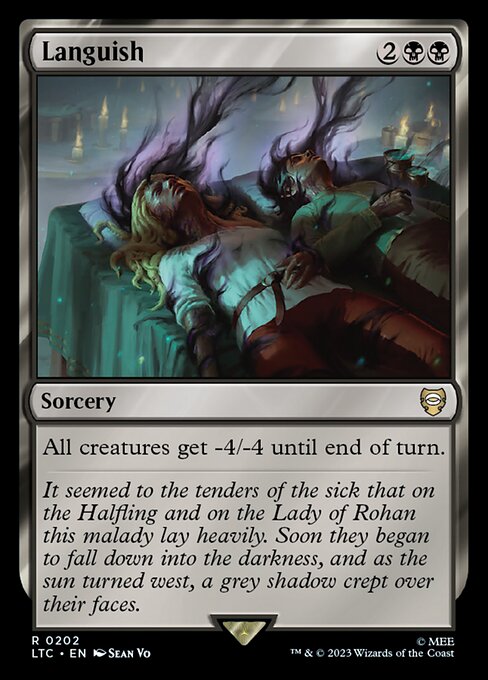 Languish 2
Sorcery
All creatures get -4/-4 until end of turn.
It seemed to the tenders of the sick that on
the Halfling and on the Lady of Rohan
this malady lay heavily. Soon they began
to fall down into the darkness, and as the
sun turned west, a grey shadow crept over
their faces.
R 0202
LTC • EN Sean Vo
© MEE
™ & © 2023 Wizards of the Coast